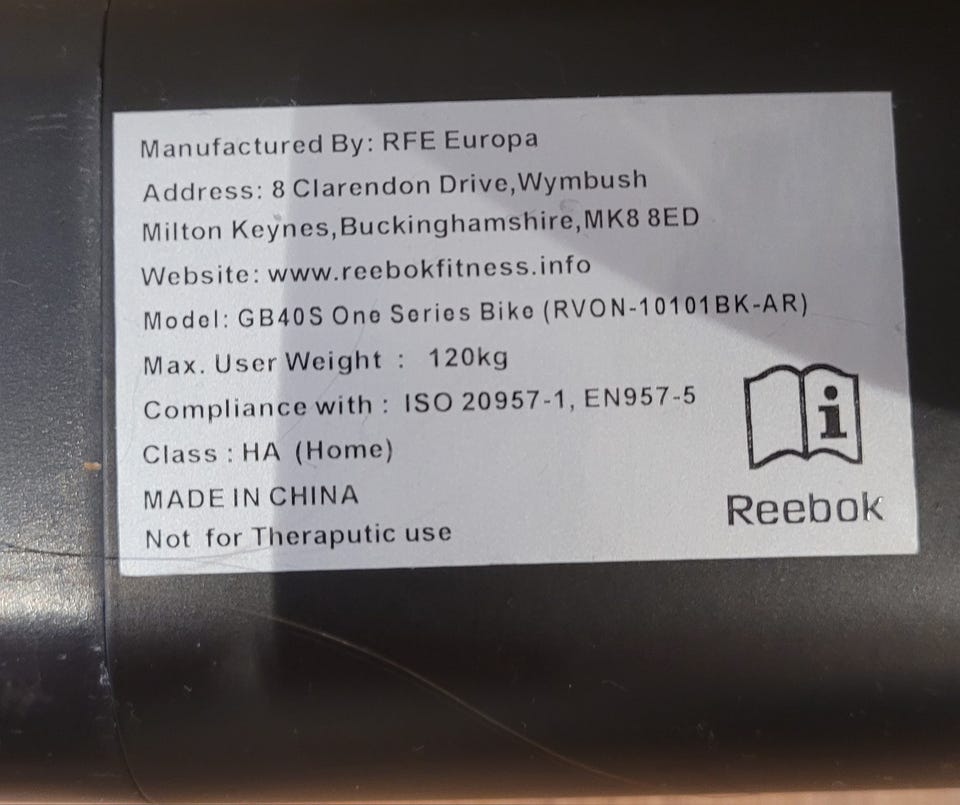 Manufactured By: RFE Europa
Address: 8 Clarendon Drive,Wymbush
Milton Keynes,Buckinghamshire,MK8 8ED
Website: www.reebokfitness.info
Model: GB40S One Series Bike (RVON-10101BK-AR)
Max. User Weight : 120kg
Compliance with : ISO 20957-1, EN957-5
Class : HA (Home)
MADE IN CHINA
Not for Theraputic use
i
Reebok